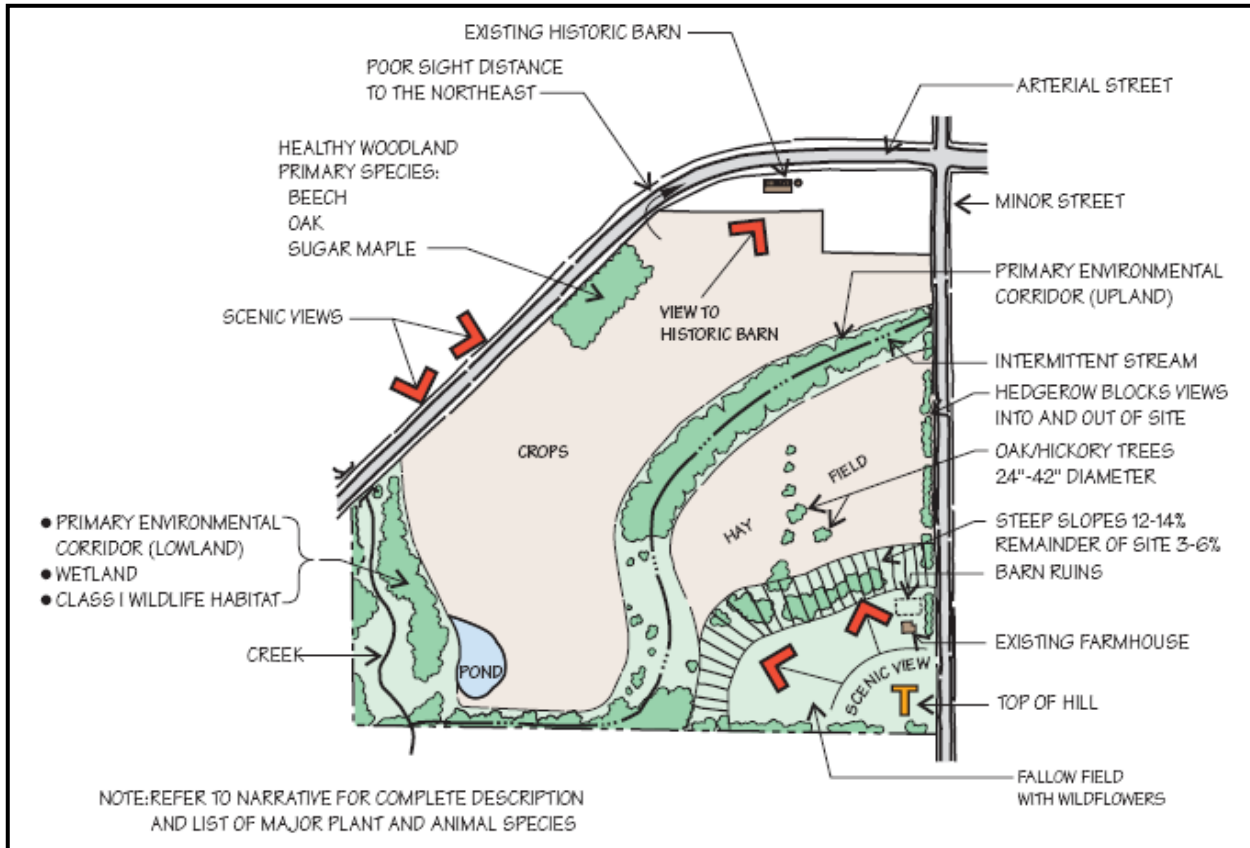 EXISTING HISTORIC BARN
POOR SIGHT DISTANCE
TO THE NORTHEAST
ARTERIAL STREET
HEALTHY WOODLAND
PRIMARY SPECIES:
BEECH
OAK
SUGAR MAPLE
MINOR STREET
SCENIC VIEWS
VIEW TO
HISTORIC BARN
PRIMARY ENVIRONMENTAL
CORRIDOR (UPLAND)
INTERMITTENT STREAM
HEDGEROW BLOCKS VIEWS
INTO AND OUT OF SITE
CROPS
HAY FIELD
OAK/HICKORY TREES
24"-42" DIAMETER
● PRIMARY ENVIRONMENTAL
CORRIDOR (LOWLAND)
● WETLAND
● CLASS I WILDLIFE HABITAT
STEEP SLOPES 12-14%
REMAINDER OF SITE 3-6%
BARN RUINS
EXISTING FARMHOUSE
CREEK
POND
SCENIC VIEW
T
TOP OF HILL
FALLOW FIELD
WITH WILDFLOWERS
NOTE:REFER TO NARRATIVE FOR COMPLETE DESCRIPTION
AND LIST OF MAJOR PLANT AND ANIMAL SPECIES